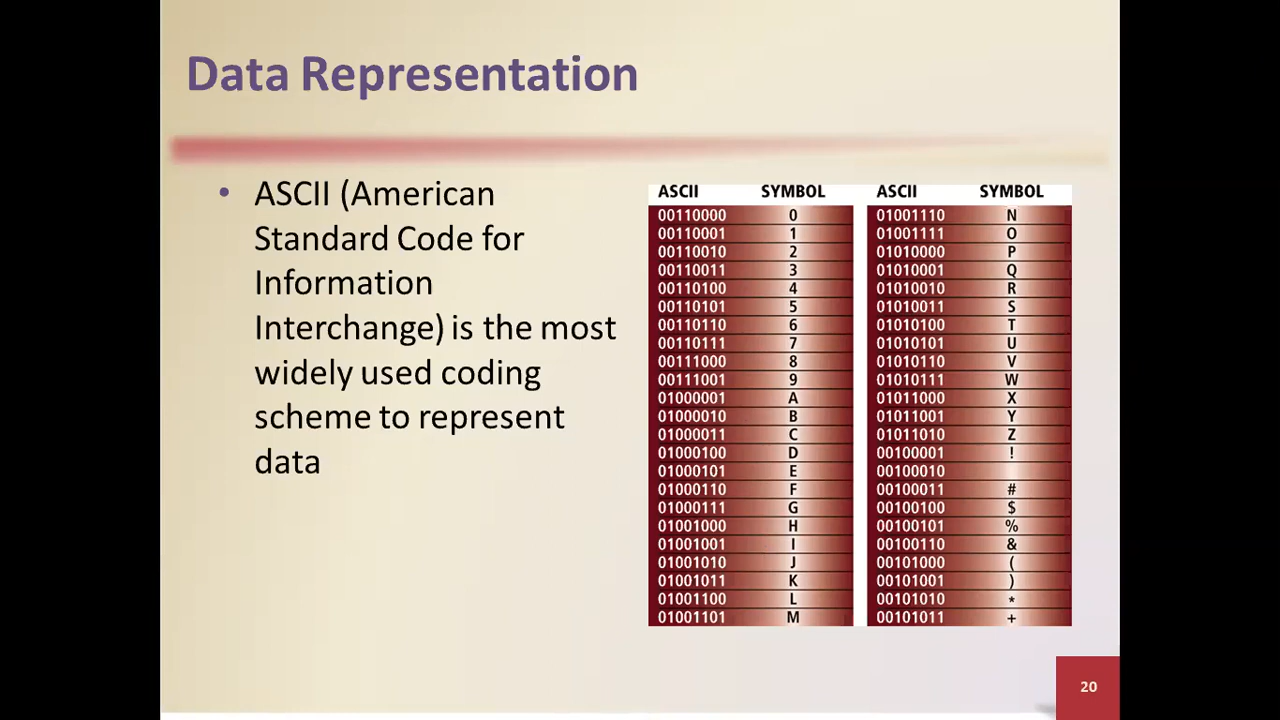 Data Representation
• ASCII (American
Standard Code for
Information
Interchange) is the most
widely used coding
scheme to represent
data
ASCII SYMBOL ASCII SYMBOL
00110000 0 01001110 N
00110001 1 01001111 O
00110010 2 01010000 P
00110011 3 01010001 Q
00110100 4 01010010 R
00110101 5 01010011 S
00110110 6 01010100 T
00110111 7 01010101 U
00111000 8 01010110 V
00111001 9 01010111 W
01000001 A 01011000 X
01000010 B 01011001 Y
01000011 C 01011010 Z
01000100 D 00100001 !
01000101 E 00100010
01000110 F 00100011 #
01000111 G 00100100 $
01001000 H 00100101 %
01001001 I 00100110 &
01001010 J 00101000 (
01001011 K 00101001 )
01001100 L 00101010 *
01001101 M 00101011 +
20